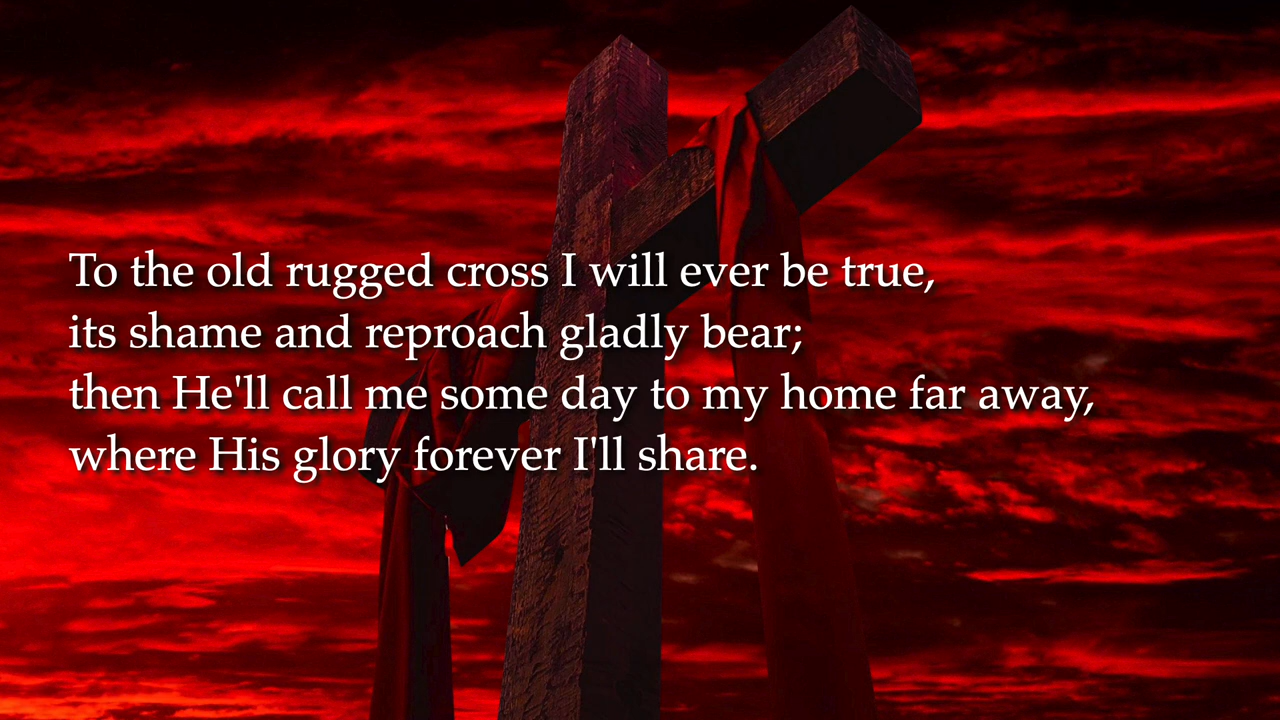 To the old rugged cross I will ever be true,
its shame and reproach gladly bear;
then He'll call me some day to my home far away,
where His glory forever I'll share.